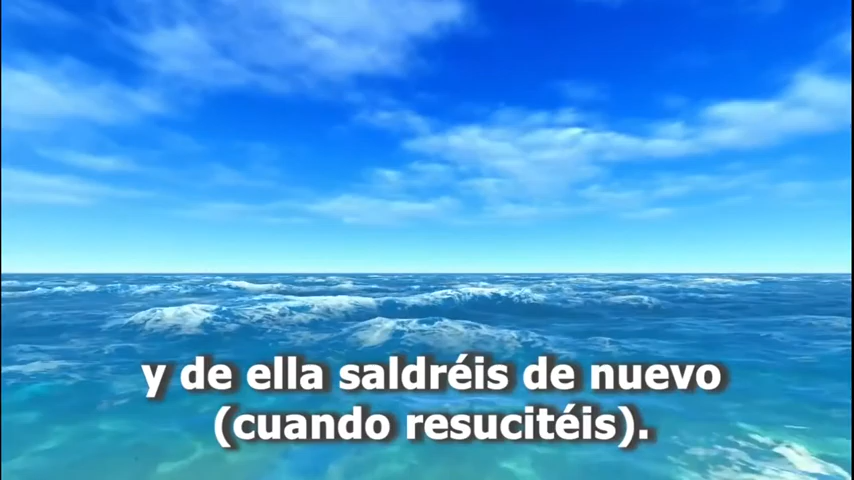 y de ella saldréis de nuevo
(cuando resucitéis).